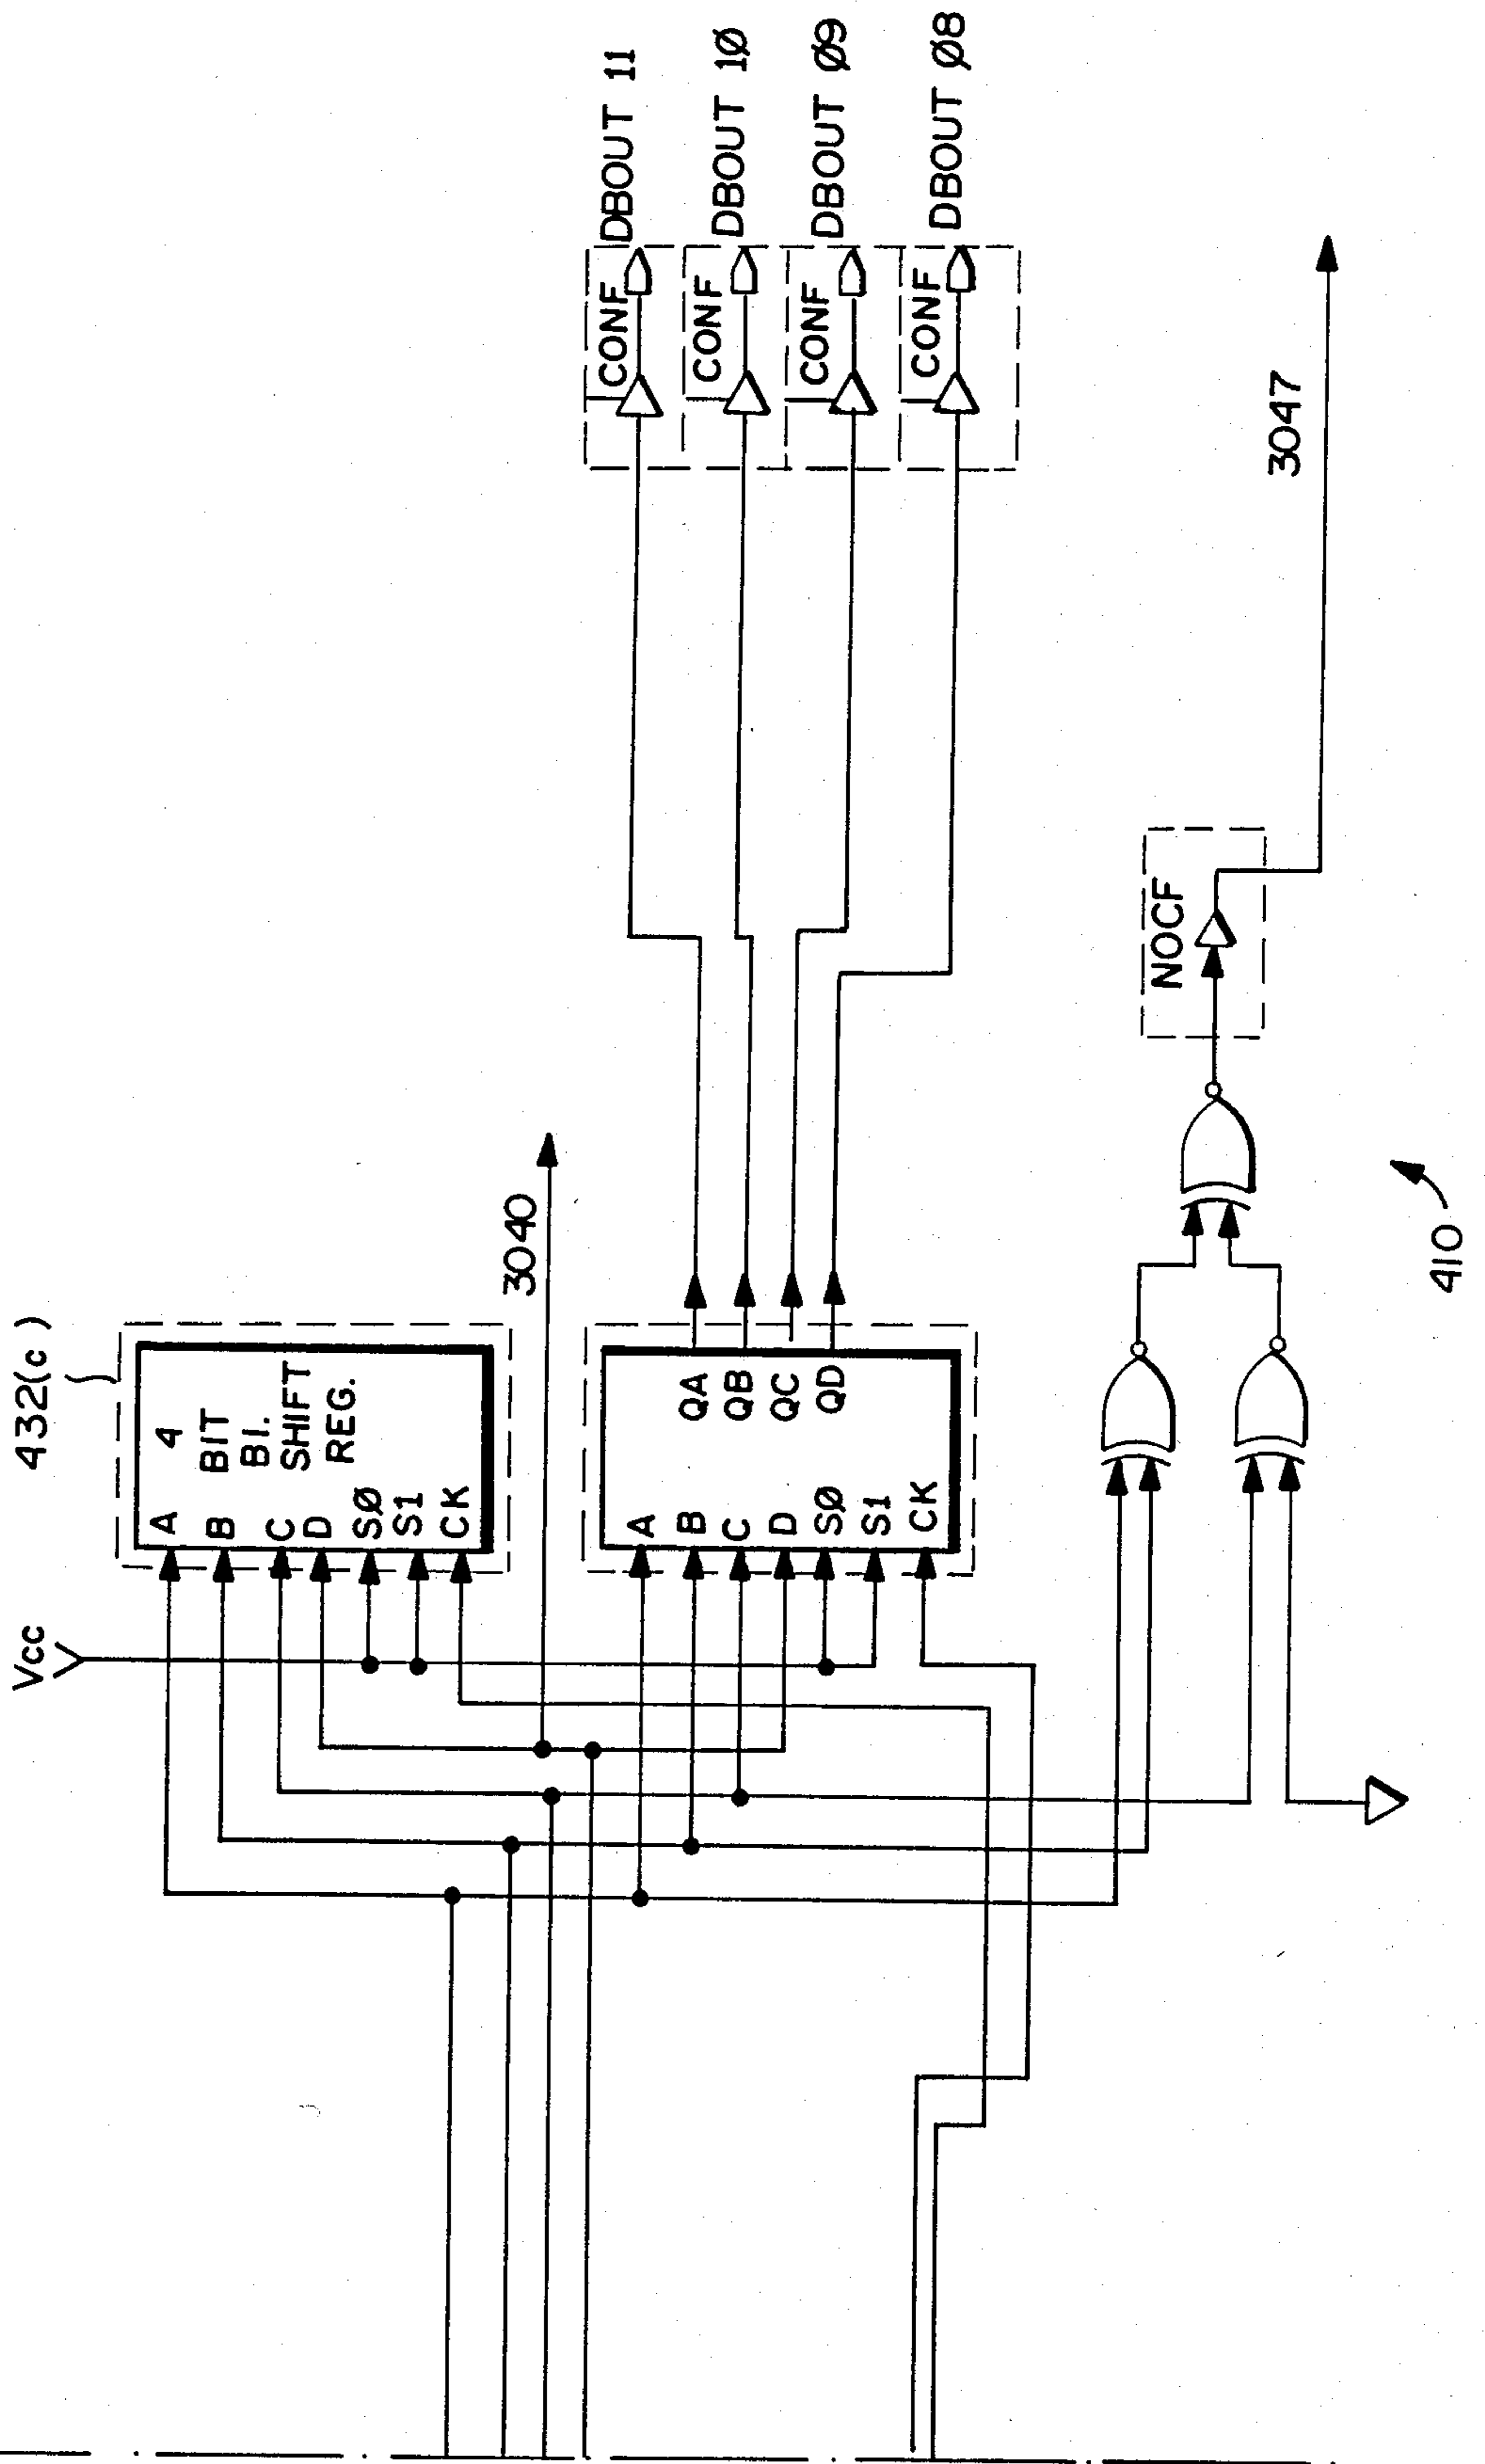 432(c)
Vcc
4
BIT
BI.
SHIFT
REG.
A
B
C
D
SØ
S1
CK
3040
A
B
C
D
SØ
S1
CK
QA
QB
QC
QD
CONF
DBOUT 11
CONF
DBOUT 1Ø
CONF
DBOUT Ø9
CONF
DBOUT Ø8
NOCF
3047
410